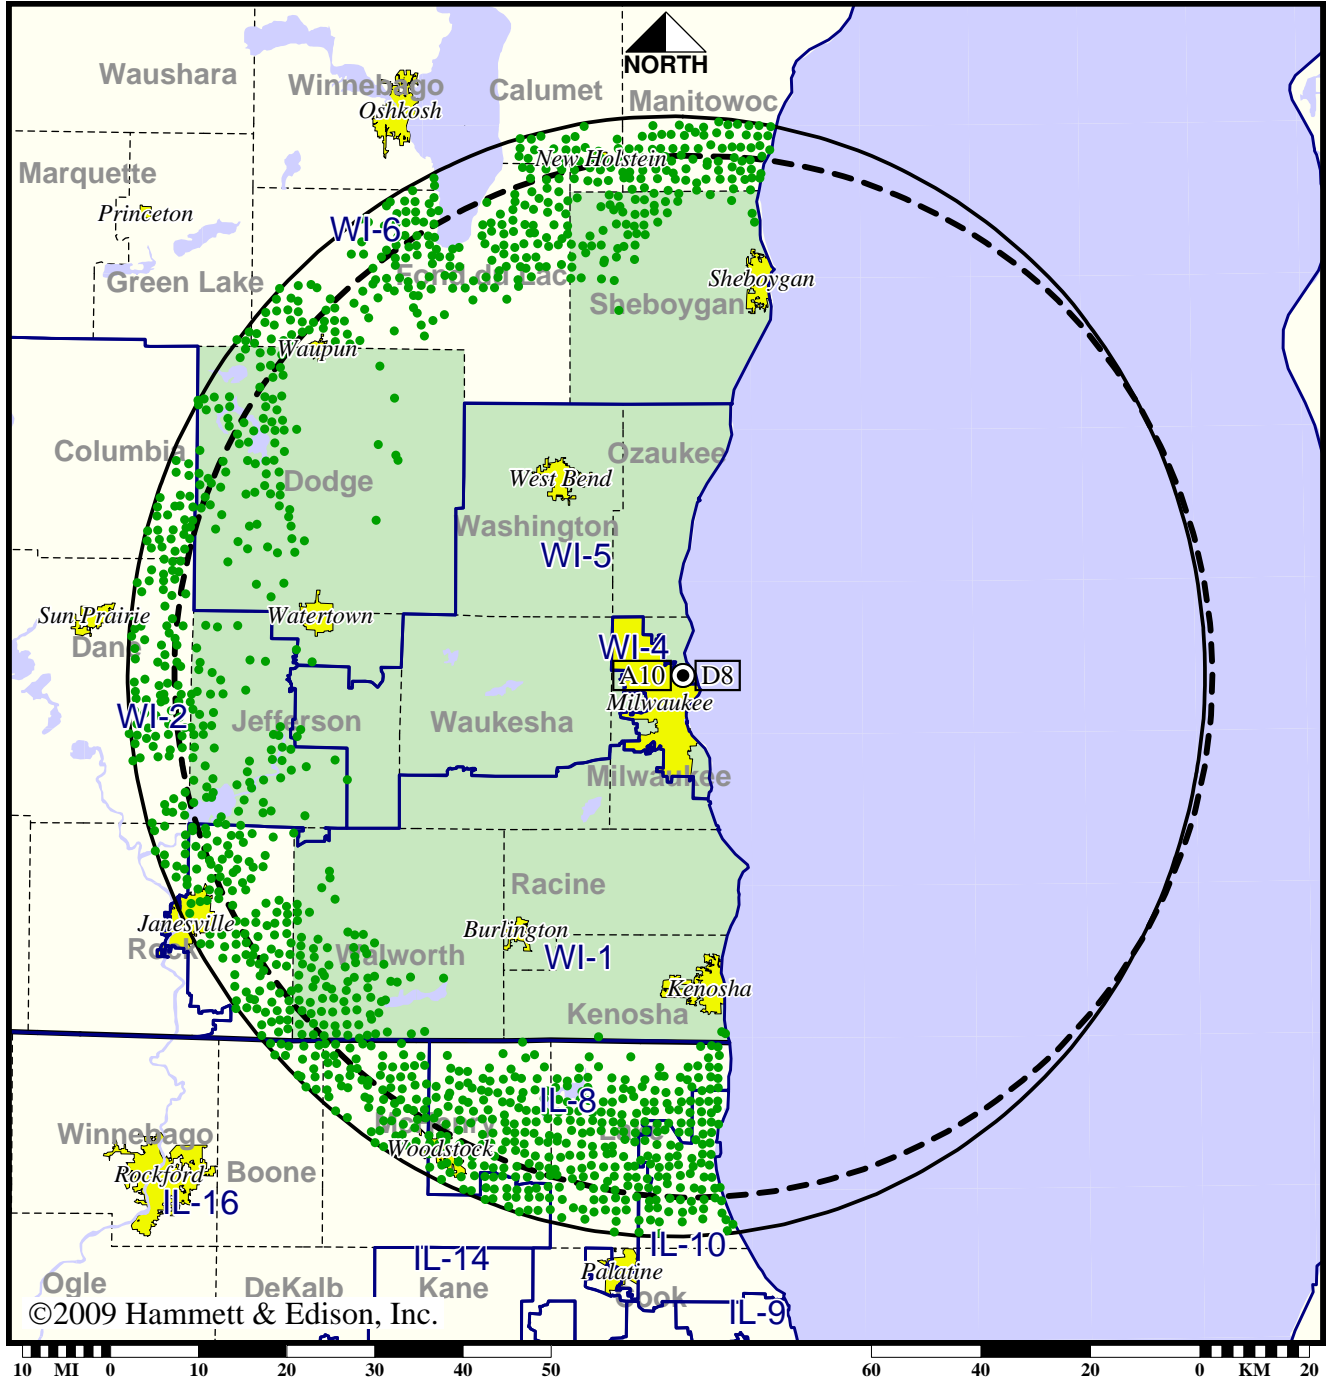 NORTH
Waushara
Winnebago
Calumet
Manitowoc
Oshkosh
New Holstein
Marquette
Princeton
WI-6
Green Lake
Fond du Lac
Sheboygan
Sheboygan
Waupun
Columbia
Dodge
Ozaukee
West Bend
Washington
WI-5
Sun Prairie
Dane
Watertown
WI-4
A10
D8
Milwaukee
WI-2
Jefferson
Waukesha
Milwaukee
Racine
Janesville
Rock
Burlington
Walworth
WI-1
Kenosha
Kenosha
IL-8
McHenry
Lake
Winnebago
Woodstock
Rockford
Boone
IL-16
IL-10
IL-14
Palatine
Ogle
DeKalb
Kane
Cook
IL-9
©2009 Hammett & Edison, Inc.
10 MI 0 10 20 30 40 50 60 40 20 0 KM 20